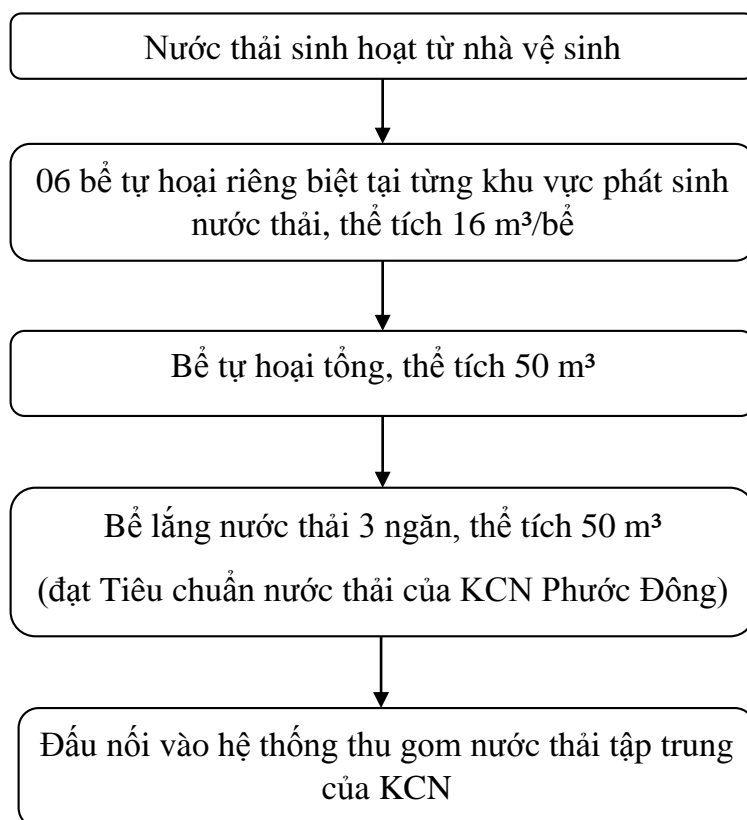 Nước thải sinh hoạt từ nhà vệ sinh
06 bể tự hoại riêng biệt tại từng khu vực phát sinh
nước thải, thể tích 16 m³/bể
Bể tự hoại tổng, thể tích 50 m³
Bể lắng nước thải 3 ngăn, thể tích 50 m³
(đạt Tiêu chuẩn nước thải của KCN Phước Đông)
Đấu nối vào hệ thống thu gom nước thải tập trung
của KCN